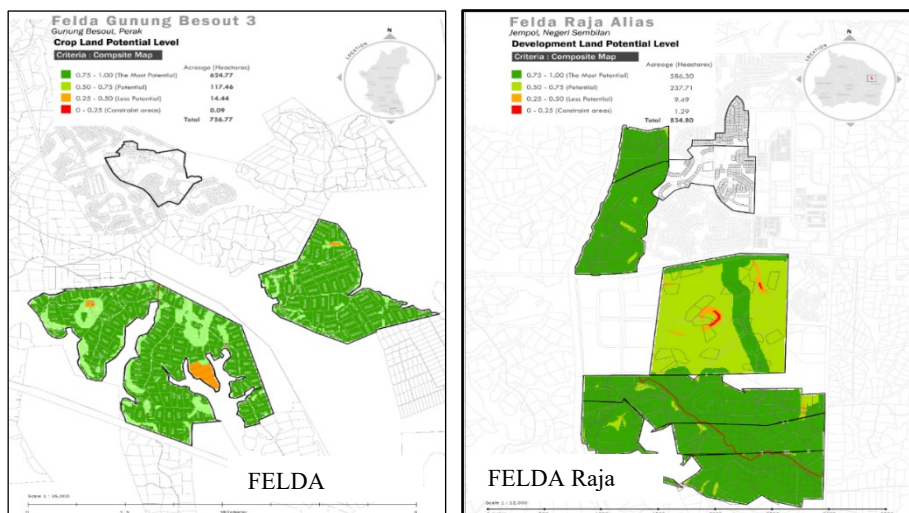 Felda Gunung Besout 3
Gunung Besout, Perak
Crop Land Potential Level
Criteria : Composite Map
Acreage (Heactares)
0.75 - 1.00 (The Most Potential) 624.77
0.50 - 0.75 (Potential) 117.46
0.25 - 0.50 (Less Potential) 14.44
0 - 0.25 (Constraint areas) 0.09
Total 756.77
LOCATION
N
FELDA
Felda Raja Alias
Jempol, Negeri Sembilan
Development Land Potential Level
Criteria : Composite Map
Acreage (Heactares)
0.75 - 1.00 (The Most Potential) 586.30
0.50 - 0.75 (Potential) 237.71
0.25 - 0.50 (Less Potential) 9.49
0 - 0.25 (Constraint areas) 1.29
Total 834.80
LOCATION
N
FELDA Raja